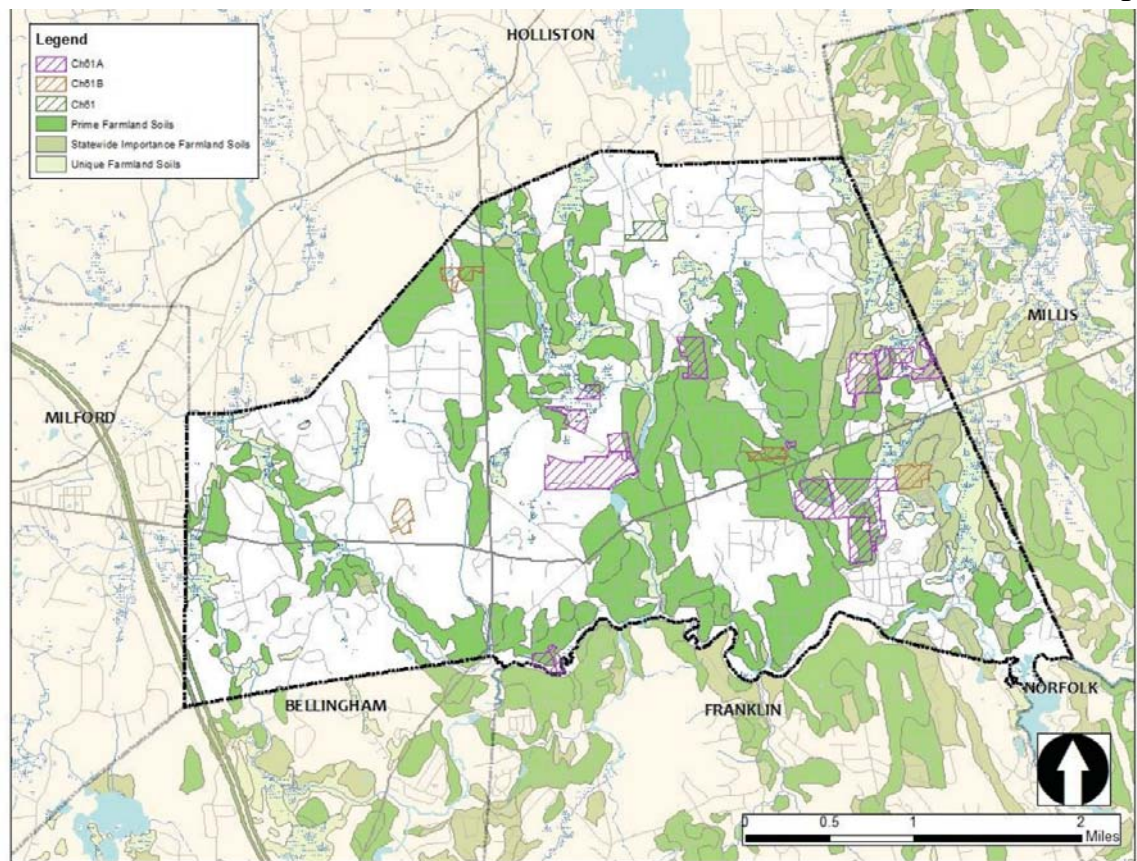 HOLLISTON
Legend
Ch61A
Ch61B
Ch61
Prime Farmland Soils
Statewide Importance Farmland Soils
Unique Farmland Soils
MILLIS
MILFORD
BELLINGHAM
FRANKLIN
NORFOLK
0 0.5 1 2
Miles